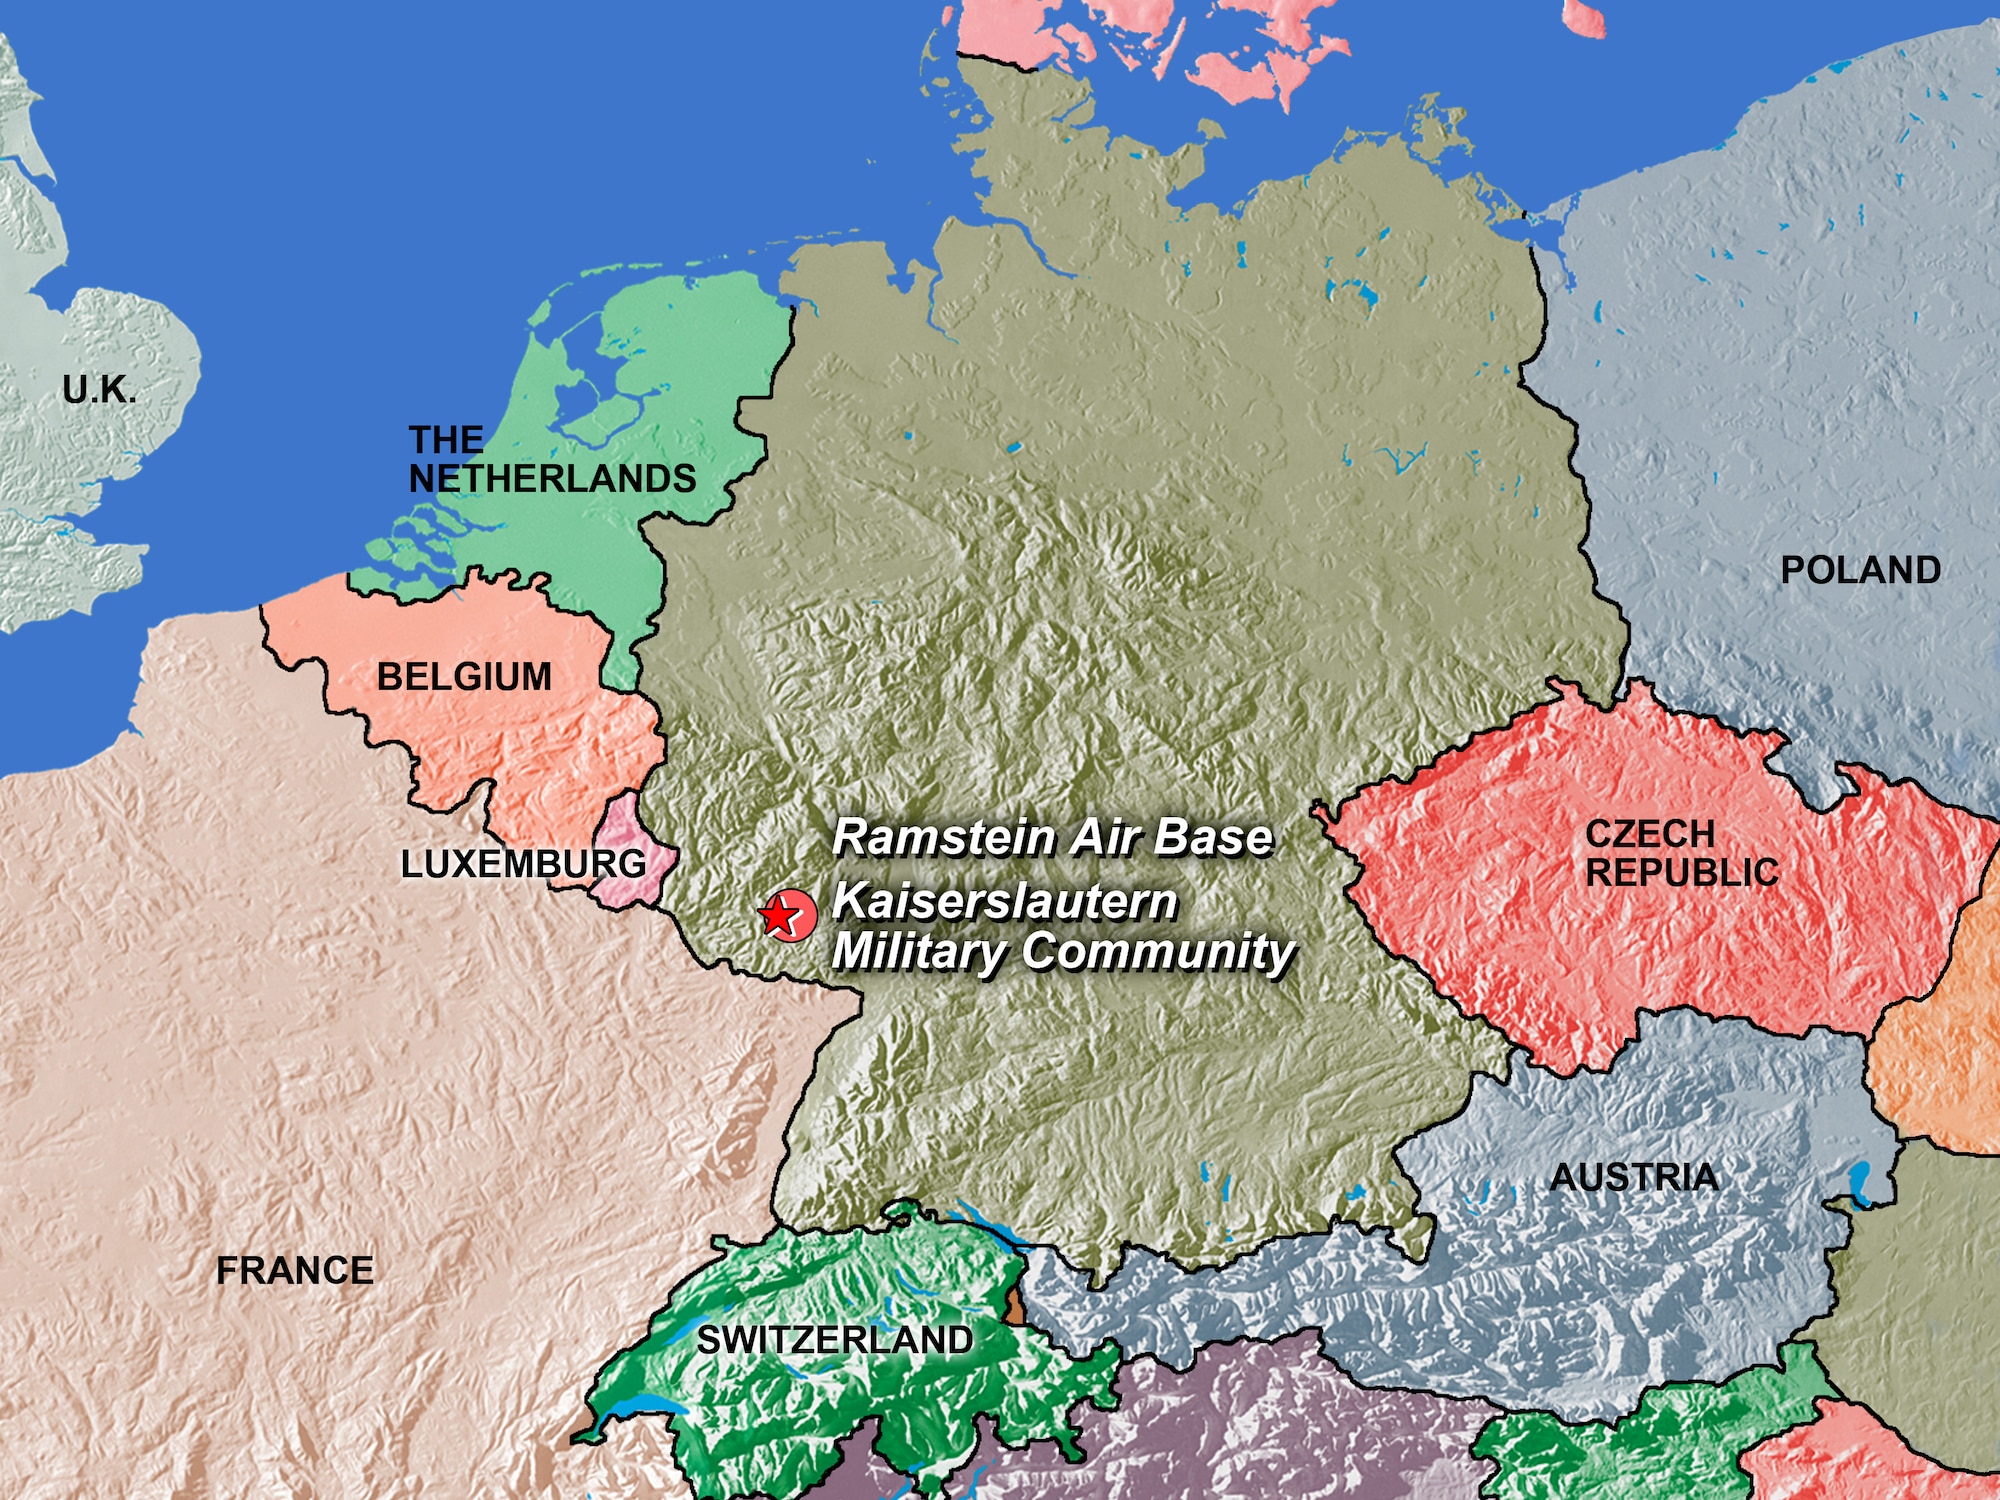 U.K.
THE
NETHERLANDS
POLAND
BELGIUM
Ramstein Air Base
LUXEMBURG
CZECH
REPUBLIC
Kaiserslautern
Military Community
AUSTRIA
FRANCE
SWITZERLAND